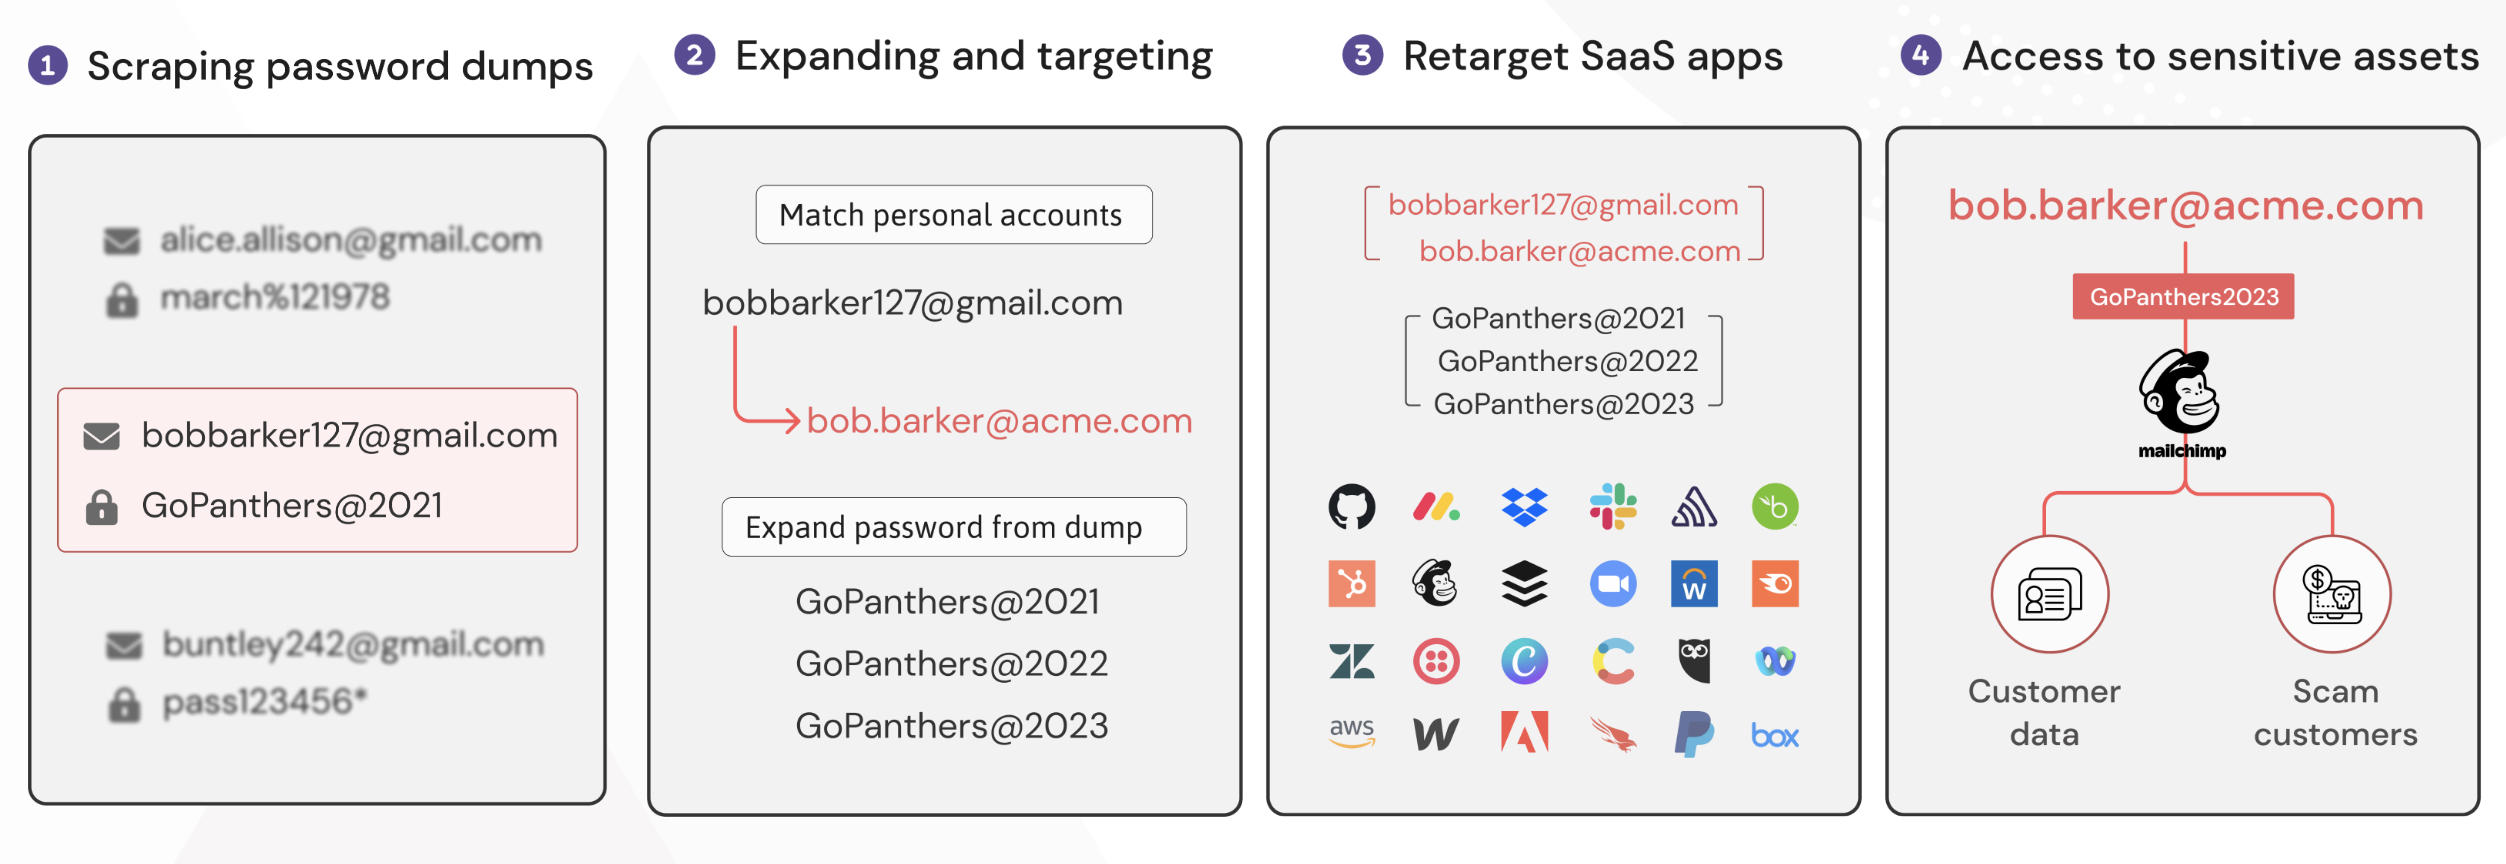 1 Scraping password dumps
alice.allison@gmail.com
march%121978
bobbarker127@gmail.com
GoPanthers@2021
buntley242@gmail.com
pass123456*
2 Expanding and targeting
Match personal accounts
bobbarker127@gmail.com
bob.barker@acme.com
Expand password from dump
GoPanthers@2021
GoPanthers@2022
GoPanthers@2023
3 Retarget SaaS apps
bobbarker127@gmail.com
bob.barker@acme.com
GoPanthers@2021
GoPanthers@2022
GoPanthers@2023
b
w
C
aws
box
4 Access to sensitive assets
bob.barker@acme.com
GoPanthers2023
mailchimp
$
Customer
data
Scam
customers